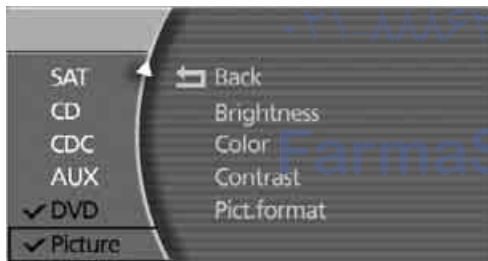 SAT
CD
CDC
AUX
✓ DVD
✓ Picture
Back
Brightness
Color
Contrast
Pict.format